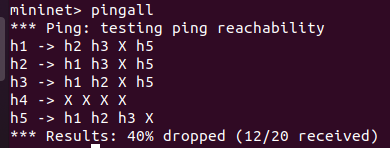 mininet> pingall
*** Ping: testing ping reachability
h1 -> h2 h3 X h5
h2 -> h1 h3 X h5
h3 -> h1 h2 X h5
h4 -> X X X X
h5 -> h1 h2 h3 X
*** Results: 40% dropped (12/20 received)